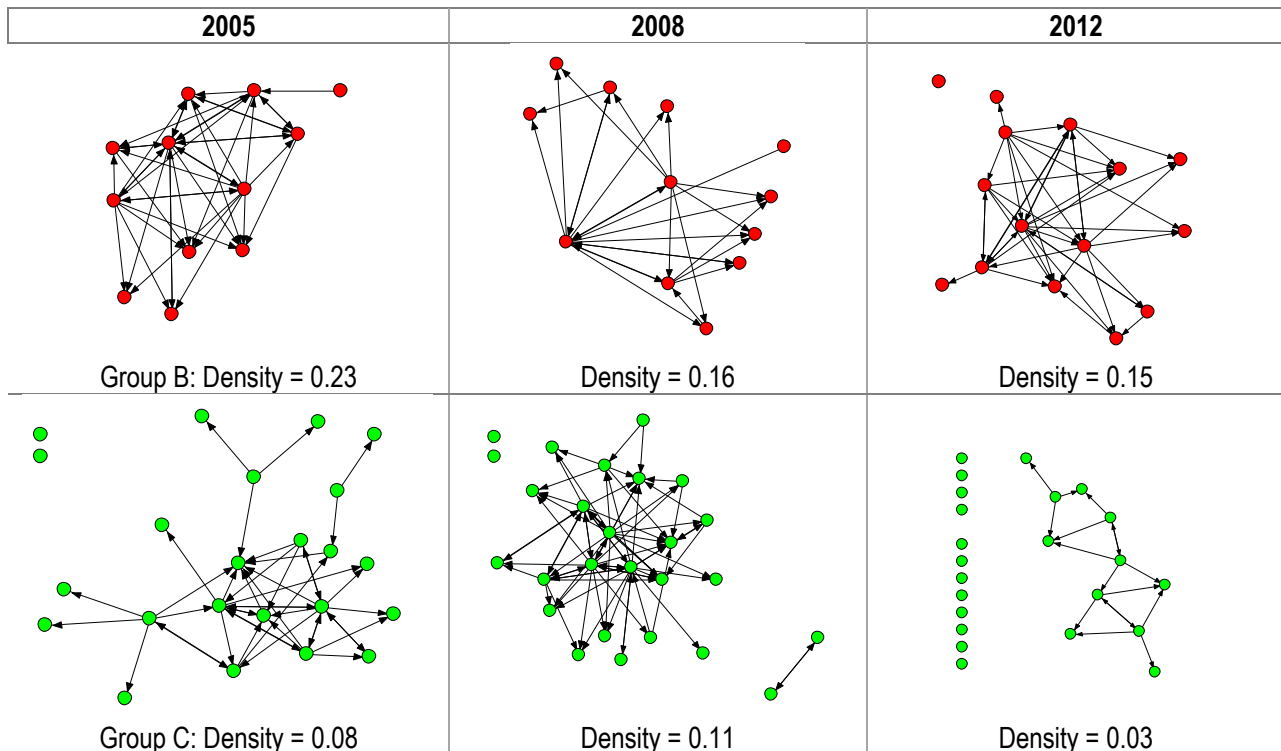 2005 2008 2012
Group B: Density = 0.23 Density = 0.16 Density = 0.15
Group C: Density = 0.08 Density = 0.11 Density = 0.03